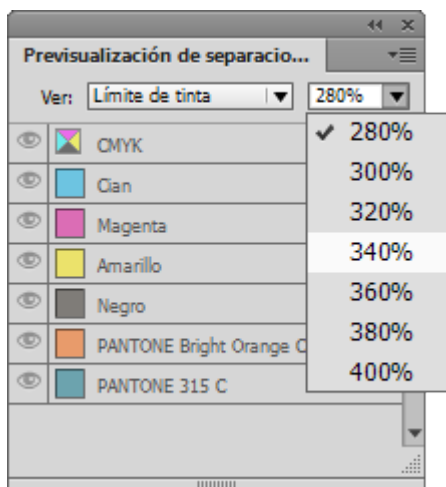 Previsualización de separacio...
Ver: Límite de tinta 280%
280%
300%
320%
340%
360%
380%
400%
CMYK
Cian
Magenta
Amarillo
Negro
PANTONE Bright Orange C
PANTONE 315 C